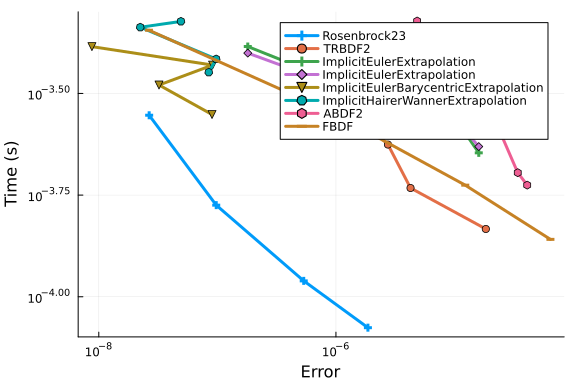 Rosenbrock23
TRBDF2
ImplicitEulerExtrapolation
ImplicitEulerExtrapolation
ImplicitEulerBarycentricExtrapolation
ImplicitHairerWannerExtrapolation
ABDF2
FBDF
10^-3.50
10^-3.75
10^-4.00
Time (s)
10^-8
10^-6
Error